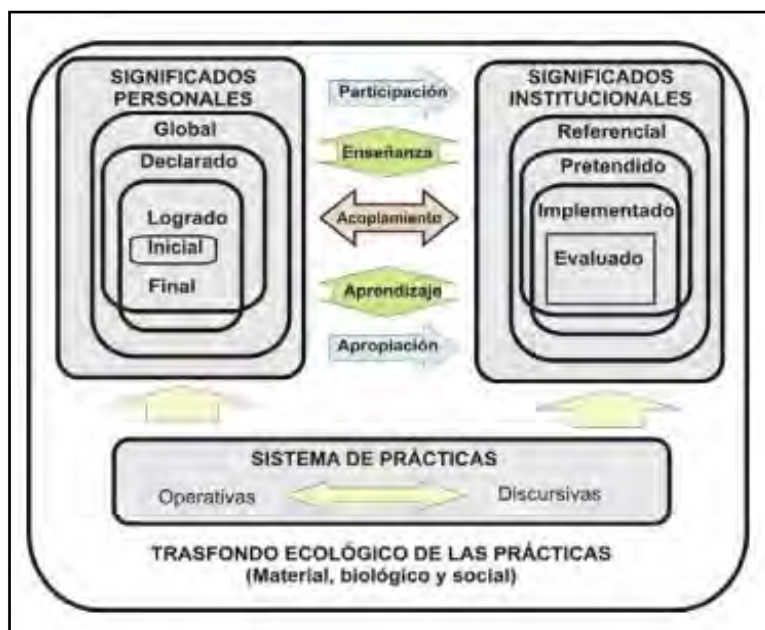 SIGNIFICADOS
PERSONALES
Global
Declarado
Logrado
Inicial
Final
Participación
Enseñanza
Acoplamiento
Aprendizaje
Apropiación
SIGNIFICADOS
INSTITUCIONALES
Referencial
Pretendido
Implementado
Evaluado
SISTEMA DE PRÁCTICAS
Operativas
Discursivas
TRASFONDO ECOLÓGICO DE LAS PRÁCTICAS
(Material, biológico y social)